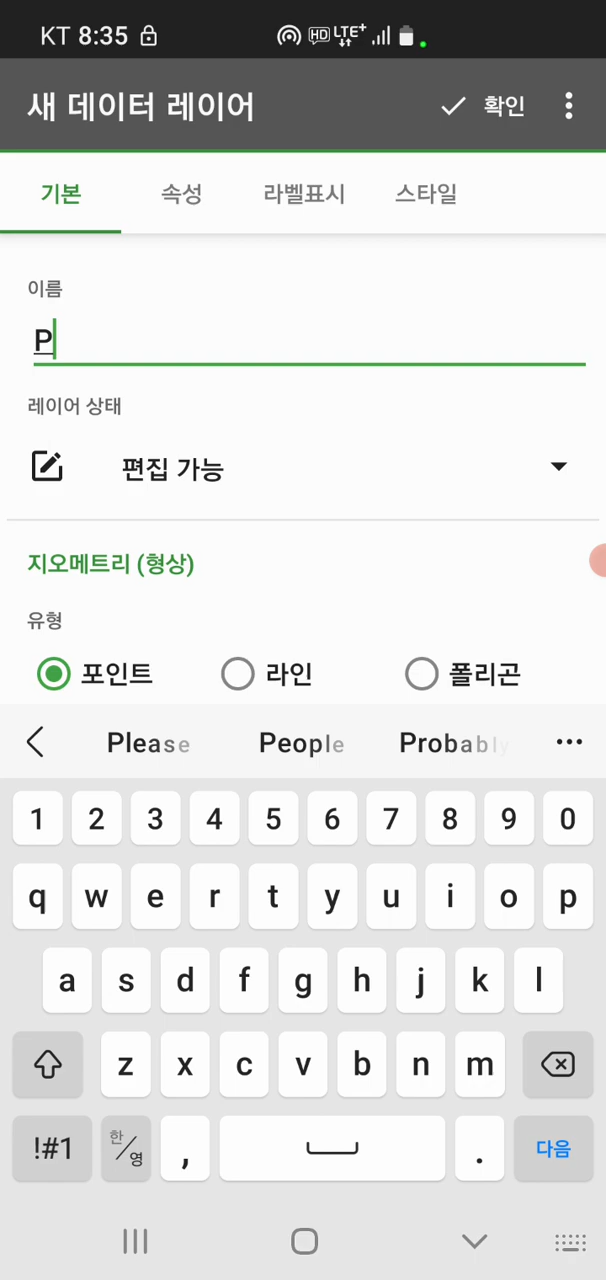 KT 8:35 HD LTE+
새 데이터 레이어 확인
기본 속성 라벨표시 스타일
이름
P
레이어 상태
편집 가능
지오메트리 (형상)
유형
포인트 라인 폴리곤
Please People Probably
1 2 3 4 5 6 7 8 9 0
q w e r t y u i o p
a s d f g h j k l
z x c v b n m
!#1 한/영 , . 다음